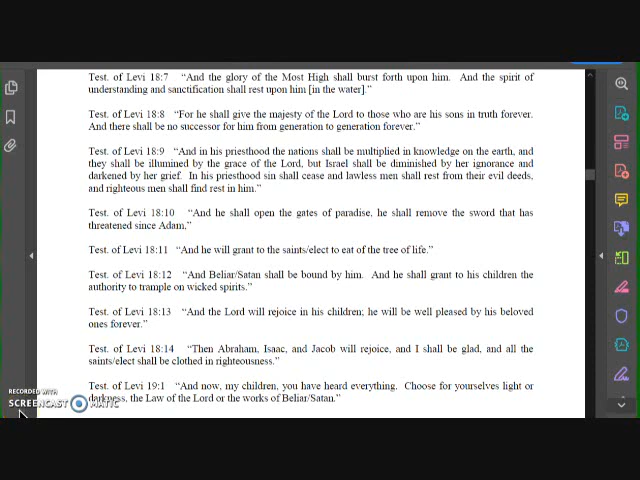 Test. of Levi 18:7 “And the glory of the Most High shall burst forth upon him. And the spirit of
understanding and sanctification shall rest upon him [in the water].”
Test. of Levi 18:8 “For he shall give the majesty of the Lord to those who are his sons in truth forever.
And there shall be no successor for him from generation to generation forever.”
Test. of Levi 18:9 “And in his priesthood the nations shall be multiplied in knowledge on the earth, and
they shall be illumined by the grace of the Lord, but Israel shall be diminished by her ignorance and
darkened by her grief. In his priesthood sin shall cease and lawless men shall rest from their evil deeds,
and righteous men shall find rest in him.”
Test. of Levi 18:10 “And he shall open the gates of paradise, he shall remove the sword that has
threatened since Adam,”
Test. of Levi 18:11 “And he will grant to the saints/elect to eat of the tree of life.”
Test. of Levi 18:12 “And Beliar/Satan shall be bound by him. And he shall grant to his children the
authority to trample on wicked spirits.”
Test. of Levi 18:13 “And the Lord will rejoice in his children; he will be well pleased by his beloved
ones forever.”
Test. of Levi 18:14 “Then Abraham, Isaac, and Jacob will rejoice, and I shall be glad, and all the
saints/elect shall be clothed in righteousness.”
Test. of Levi 19:1 “And now, my children, you have heard everything. Choose for yourselves light or
darkness, the Law of the Lord or the works of Beliar/Satan.”
RECORDED WITH
SCREENCAST MATIC